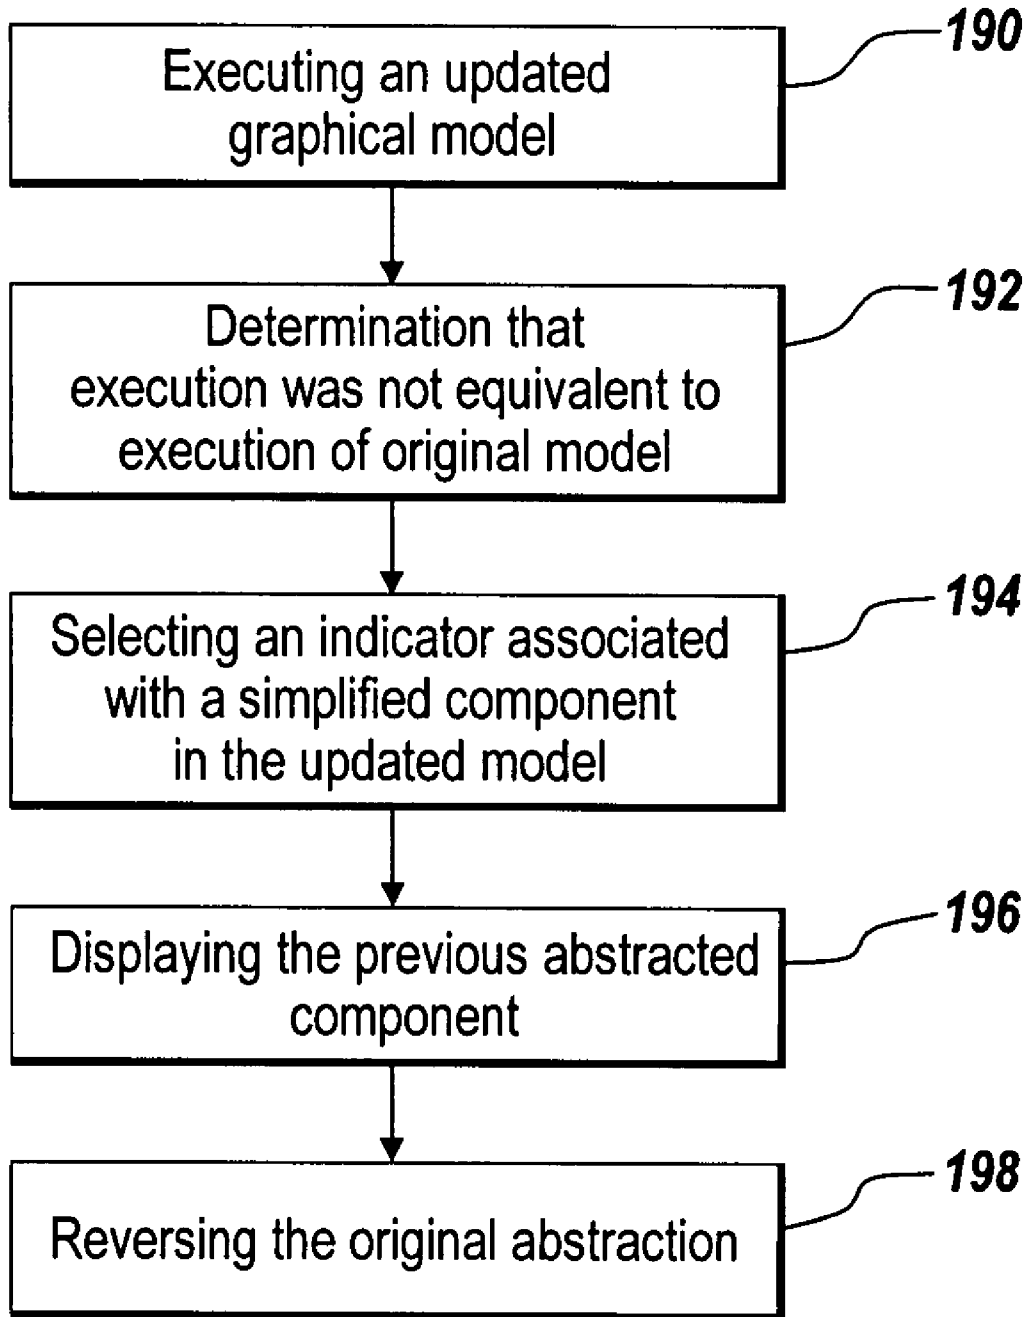 190
Executing an updated
graphical model
192
Determination that
execution was not equivalent to
execution of original model
194
Selecting an indicator associated
with a simplified component
in the updated model
196
Displaying the previous abstracted
component
198
Reversing the original abstraction